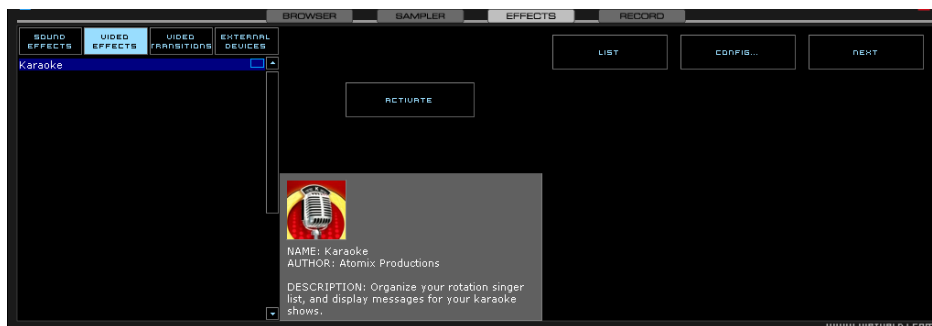 BROWSER SAMPLER EFFECTS RECORD
SOUND EFFECTS
VIDEO EFFECTS
VIDEO TRANSITIONS
EXTERNAL DEVICES
LIST
CONFIG...
NEXT
Karaoke
ACTIVATE
NAME: Karaoke
AUTHOR: Atomix Productions
DESCRIPTION: Organize your rotation singer
list, and display messages for your karaoke
shows.